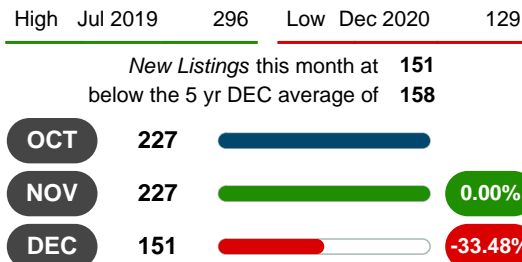 High Jul 2019 296 Low Dec 2020 129
New Listings this month at 151
below the 5 yr DEC average of 158
OCT 227
NOV 227 0.00%
DEC 151 -33.48%